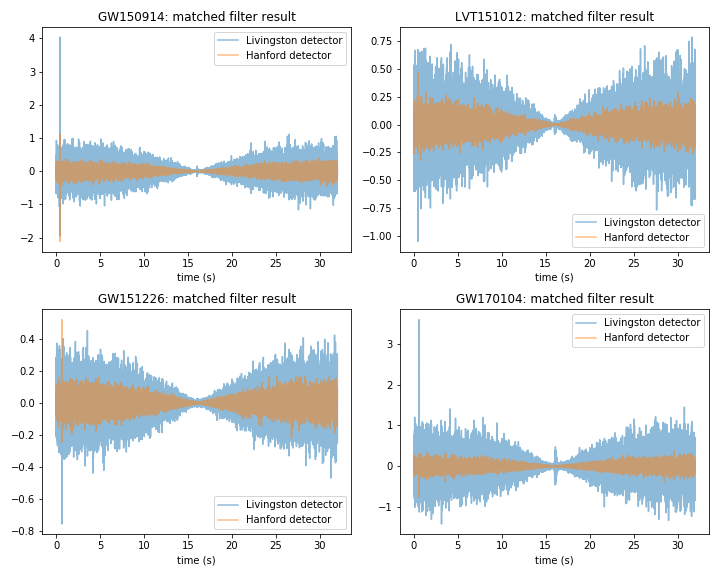 GW150914: matched filter result
4
3
2
1
0
−1
−2
0 5 10 15 20 25 30
time (s)
Livingston detector
Hanford detector
LVT151012: matched filter result
0.75
0.50
0.25
0.00
−0.25
−0.50
−0.75
−1.00
0 5 10 15 20 25 30
time (s)
Livingston detector
Hanford detector
GW151226: matched filter result
0.4
0.2
0.0
−0.2
−0.4
−0.6
−0.8
0 5 10 15 20 25 30
time (s)
Livingston detector
Hanford detector
GW170104: matched filter result
3
2
1
0
−1
0 5 10 15 20 25 30
time (s)
Livingston detector
Hanford detector